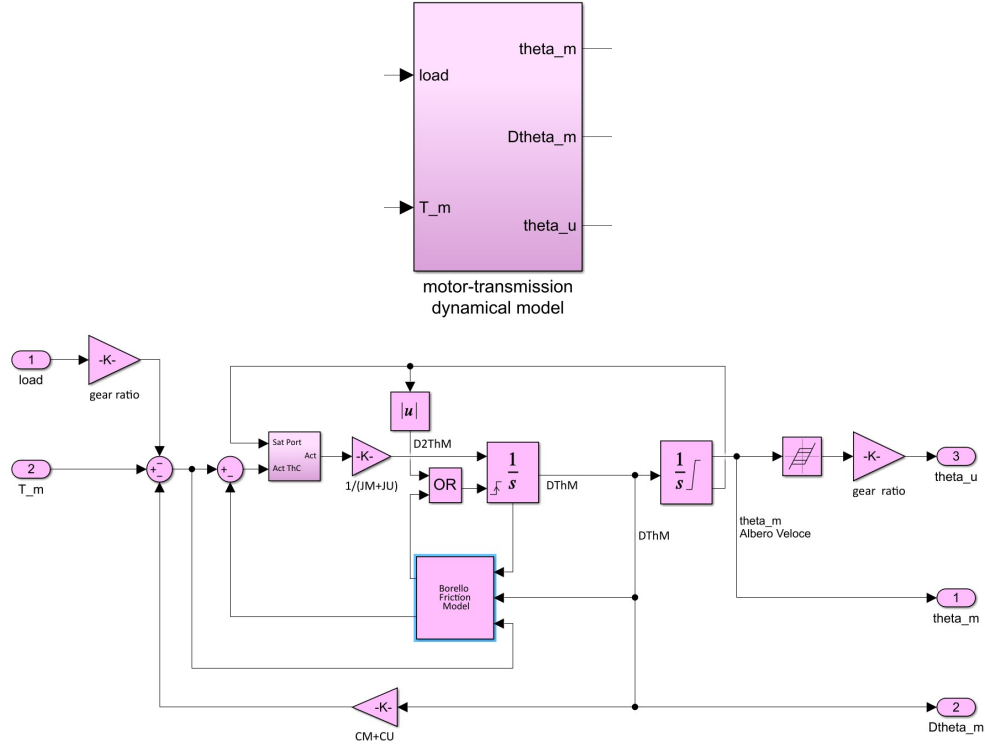 theta_m
load
Dtheta_m
T_m
theta_u
motor-transmission
dynamical model
1
load
-K-
gear ratio
|u|
Sat Port
Act
Act ThC
-K-
1/(JM+JU)
D2ThM
OR
1
s
DThM
1
s
-K-
gear ratio
3
theta_u
2
T_m
+
-
-
+
-
theta_m
Albero Veloce
DThM
Borello
Friction
Model
1
theta_m
-K-
CM+CU
2
Dtheta_m